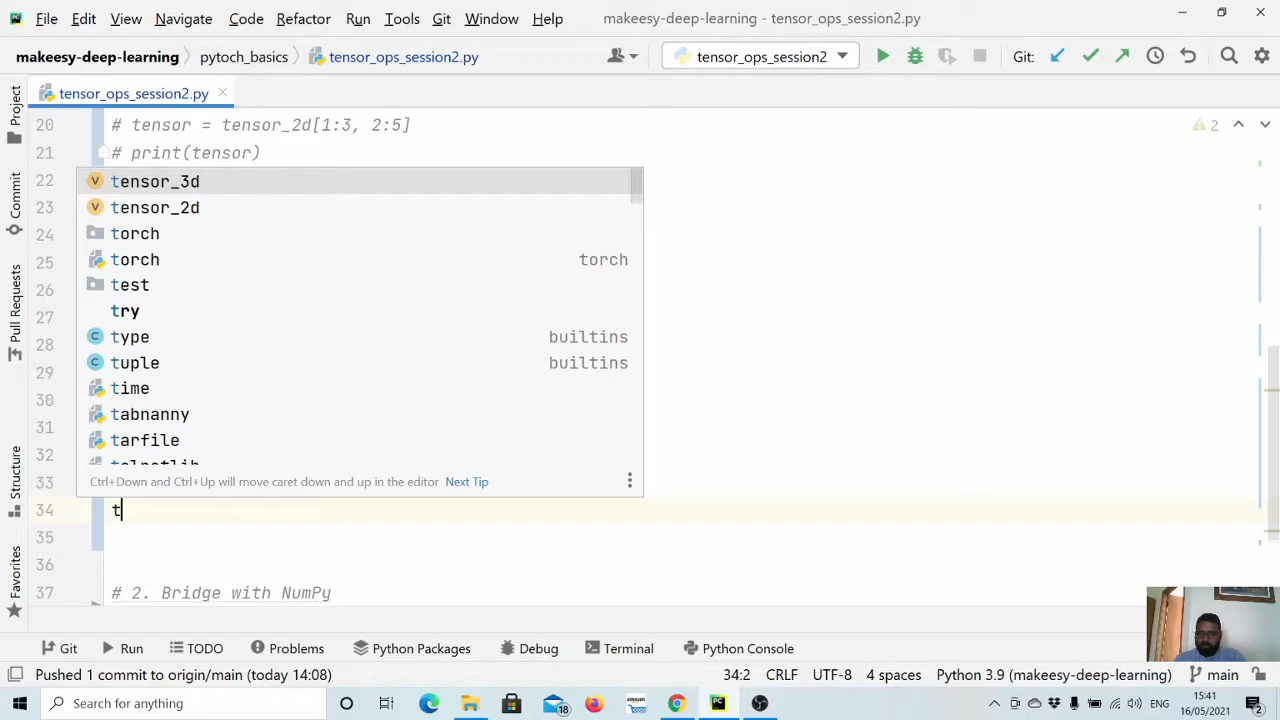 File Edit View Navigate Code Refactor Run Tools Git Window Help makeesy-deep-learning - tensor_ops_session2.py
makeesy-deep-learning pytoch_basics tensor_ops_session2.py tensor_ops_session2 Git:
tensor_ops_session2.py
Project
Commit
Pull Requests
Structure
Favorites
20 # tensor = tensor_2d[1:3, 2:5] 2
21 # print(tensor)
22
23
24
25
26
27
28
29
30
31
32
33
tensor_3d
tensor_2d
torch
torch torch
test
try
type builtins
tuple builtins
time
tabnanny
tarfile
telnetlib
Ctrl+Down and Ctrl+Up will move caret down and up in the editor Next Tip
34 t
35
36
37 # 2. Bridge with NumPy
Git Run TODO Problems Python Packages Debug Terminal Python Console
Pushed 1 commit to origin/main (today 14:08) 34:2 CRLF UTF-8 4 spaces Python 3.9 (makeesy-deep-learning) main
Search for anything 18 amazon 15:41
16/05/2021 2